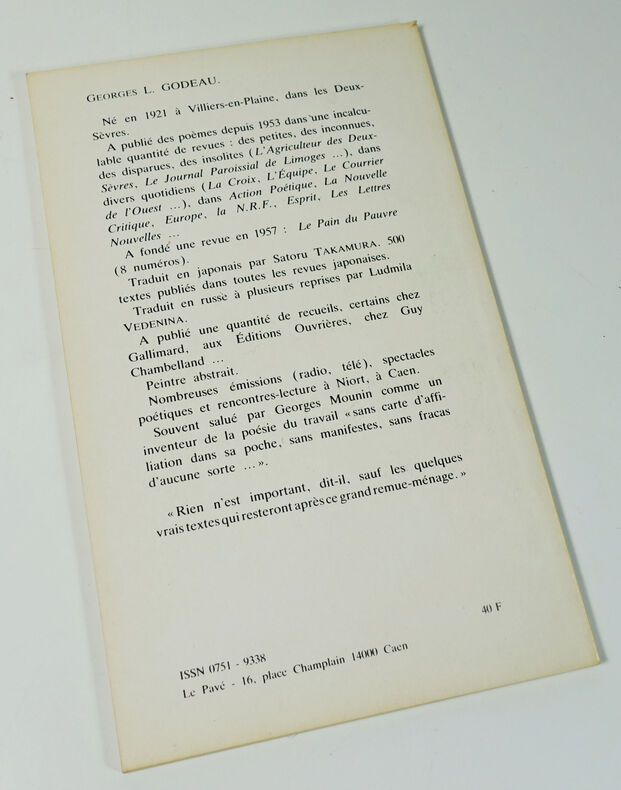 GEORGES L. GODEAU.
Né en 1921 à Villiers-en-Plaine, dans les Deux-
Sèvres.
A publié des poèmes depuis 1953 dans une incalcu-
lable quantité de revues : des petites, des inconnues,
des disparues, des insolites (L'Agriculteur des Deux-
Sèvres, Le Journal Paroissial de Limoges ...), dans
divers quotidiens (La Croix, L'Équipe, Le Courrier
de l'Ouest ...), dans Action Poétique, La Nouvelle
Critique, Europe, la N.R.F., Esprit, Les Lettres
Nouvelles ...
A fondé une revue en 1957 : Le Pain du Pauvre
(8 numéros).
Traduit en japonais par Satoru TAKAMURA. 500
textes publiés dans toutes les revues japonaises.
Traduit en russe à plusieurs reprises par Ludmila
VEDENINA.
A publié une quantité de recueils, certains chez
Gallimard, aux Éditions Ouvrières, chez Guy
Chambelland ...
Peintre abstrait.
Nombreuses émissions (radio, télé), spectacles
poétiques et rencontres-lecture à Niort, à Caen.
Souvent salué par Georges Mounin comme un
inventeur de la poésie du travail «sans carte d'affi-
liation dans sa poche, sans manifestes, sans fracas
d'aucune sorte ...».
«Rien n'est important, dit-il, sauf les quelques
vrais textes qui resteront après ce grand remue-ménage.»
40 F
ISSN 0751 - 9338
Le Pavé - 16, place Champlain 14000 Caen